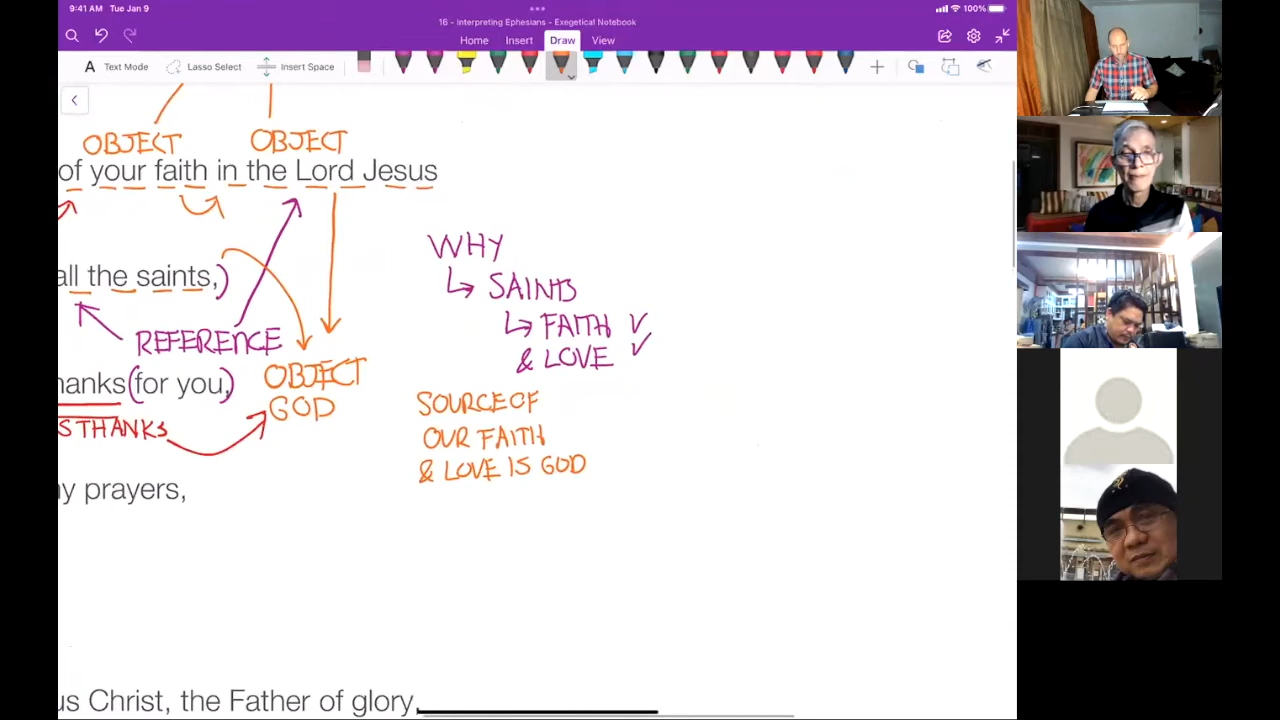 9:41 AM Tue Jan 9
100%
16 - Interpreting Ephesians - Exegetical Notebook
Home Insert Draw View
A Text Mode Lasso Select Insert Space
OBJECT OBJECT
of your faith in the Lord Jesus
WHY
all the saints,)
↳ SAINTS
↳ FAITH ✓
REFERENCE
& LOVE ✓
hanks (for you,)
OBJECT
GOD
SOURCE OF
S THANKS
OUR FAITH
& LOVE IS GOD
y prayers,
us Christ, the Father of glory,